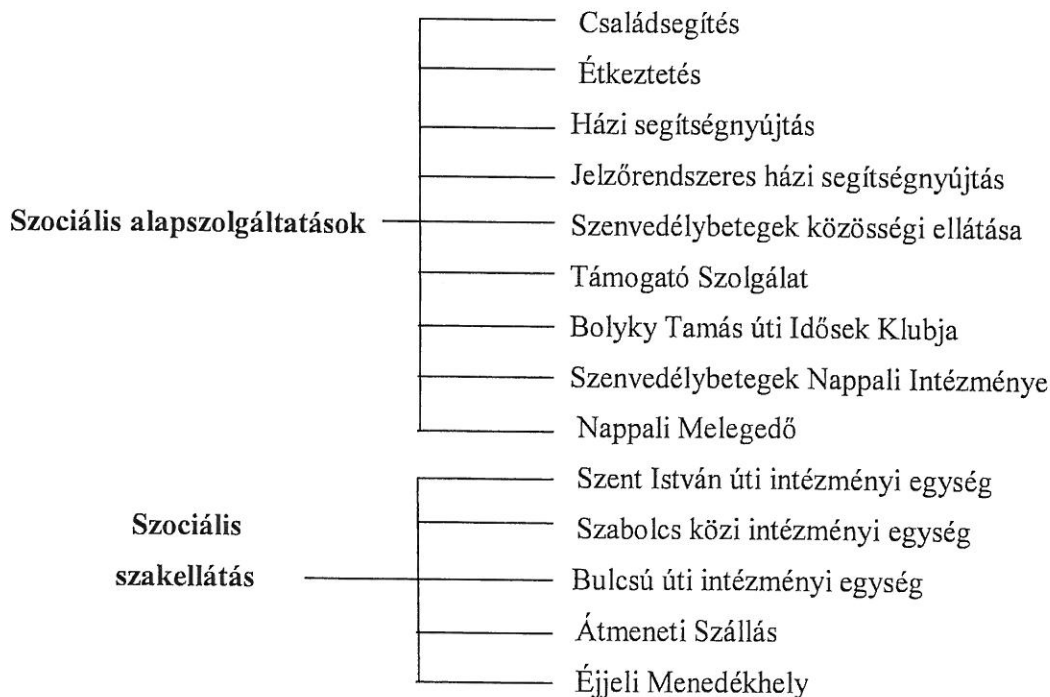 Családsegítés
Étkeztetés
Házi segítségnyújtás
Jelzőrendszeres házi segítségnyújtás
Szociális alapszolgáltatások
Szenvedélybetegek közösségi ellátása
Támogató Szolgálat
Bolyky Tamás úti Idősek Klubja
Szenvedélybetegek Nappali Intézménye
Nappali Melegedő
Szent István úti intézményi egység
Szociális
szakellátás
Szabolcs közi intézményi egység
Bulcsú úti intézményi egység
Átmeneti Szállás
Éjjeli Menedékhely